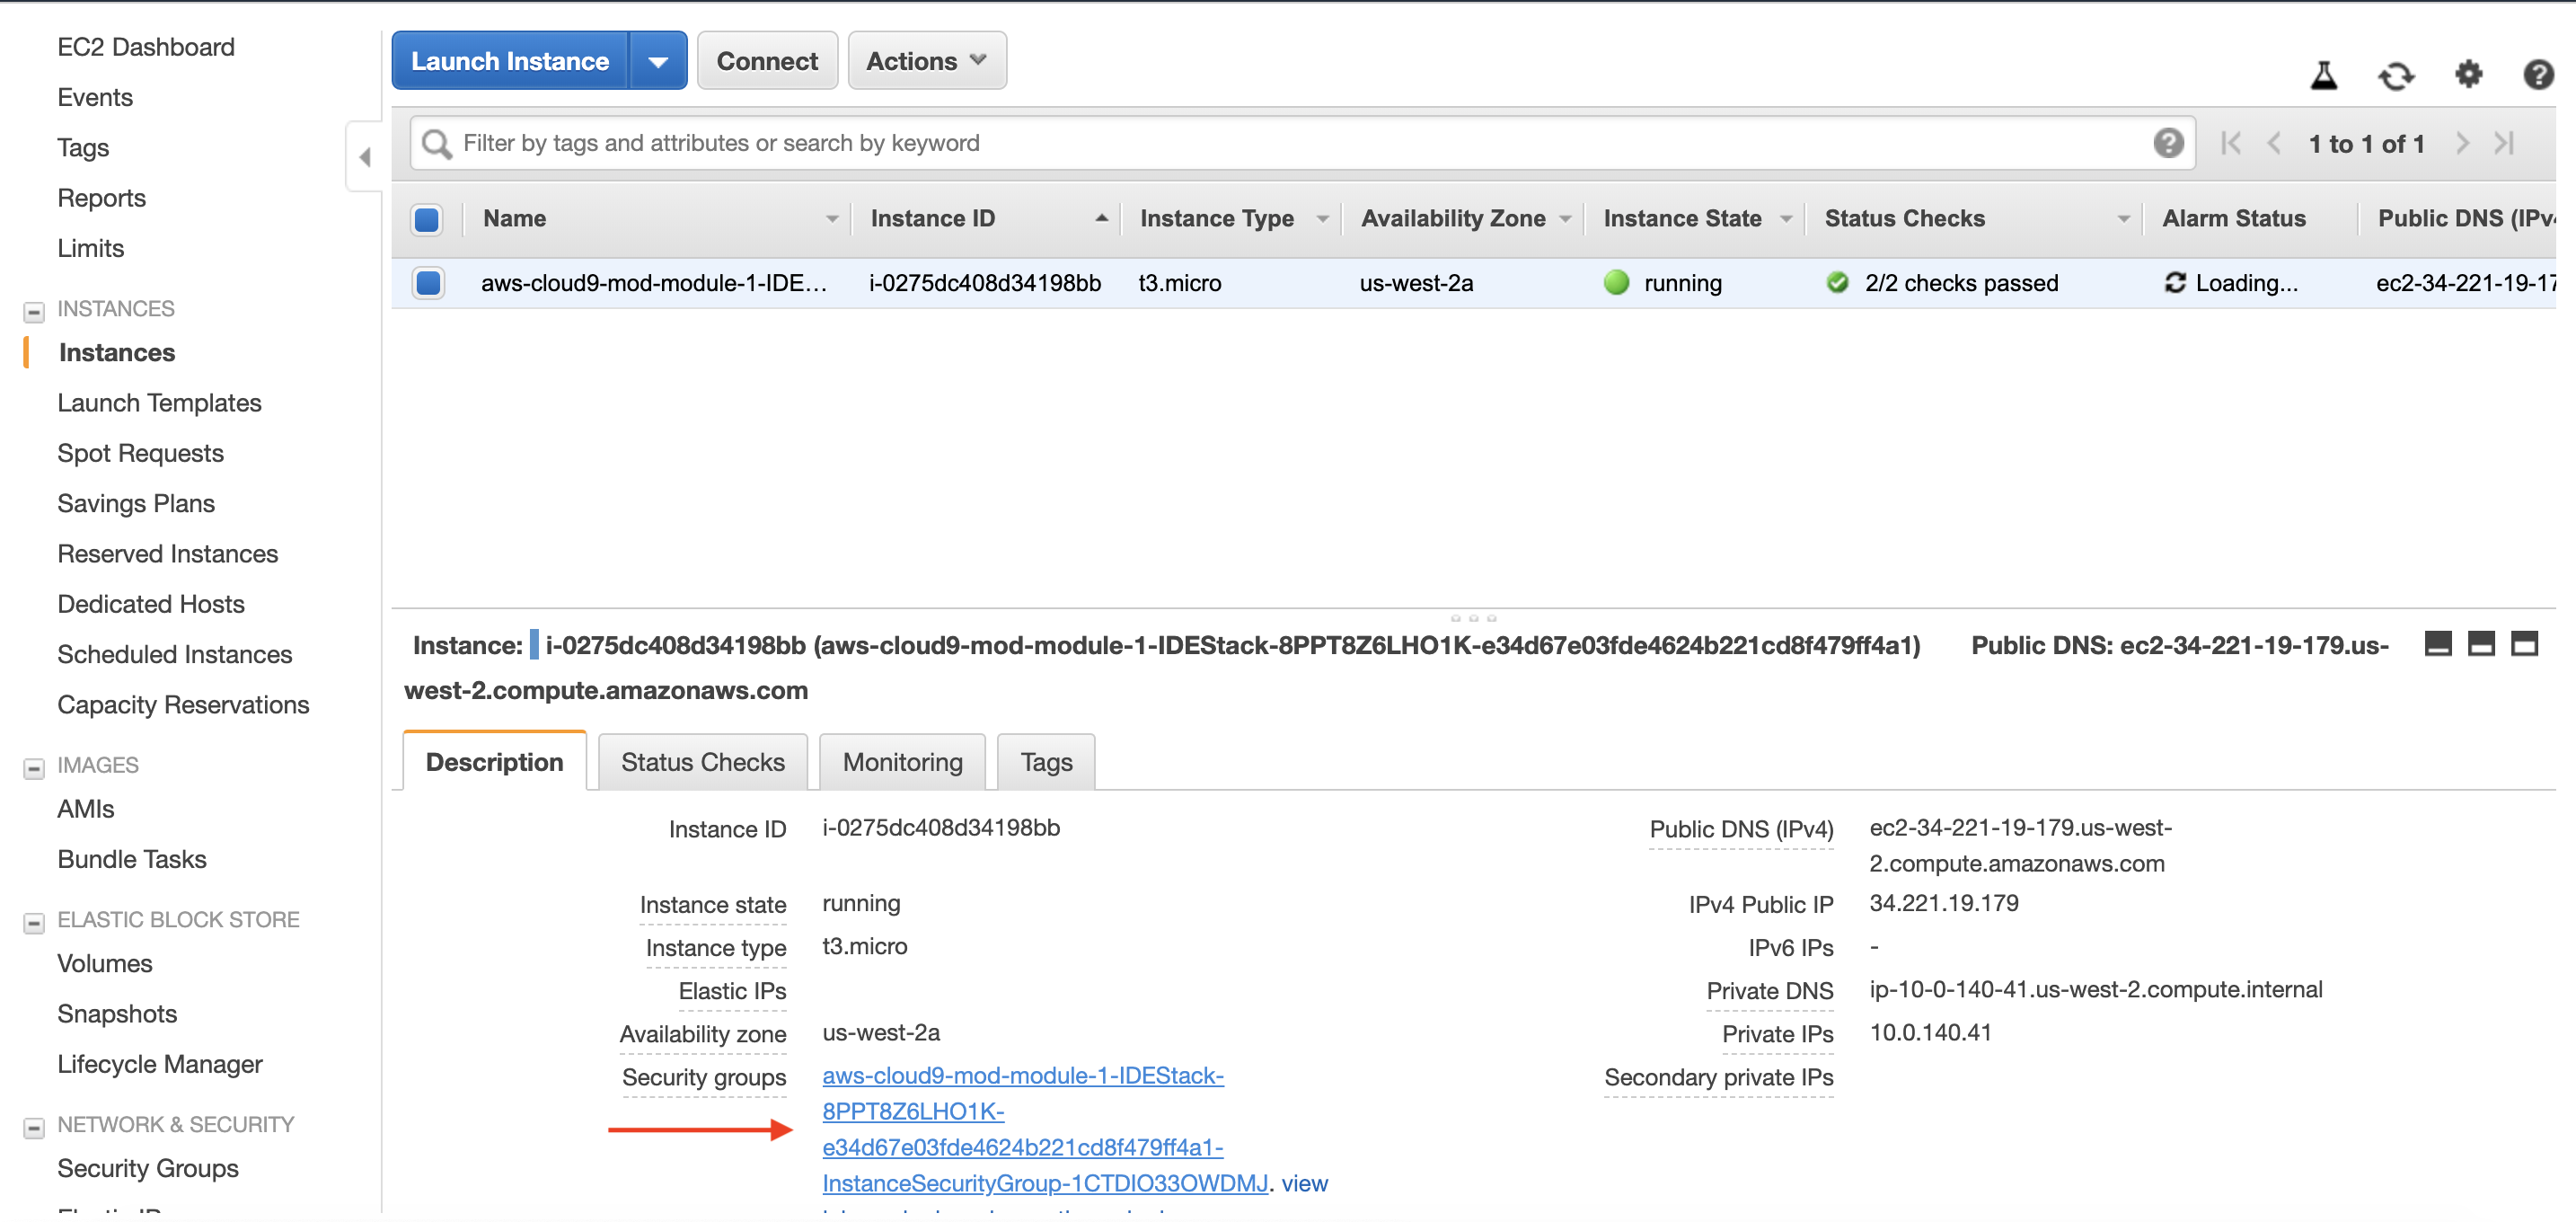 EC2 Dashboard
Events
Tags
Reports
Limits
INSTANCES
Instances
Launch Templates
Spot Requests
Savings Plans
Reserved Instances
Dedicated Hosts
Scheduled Instances
Capacity Reservations
IMAGES
AMIs
Bundle Tasks
ELASTIC BLOCK STORE
Volumes
Snapshots
Lifecycle Manager
NETWORK & SECURITY
Security Groups
Launch Instance Connect Actions
Filter by tags and attributes or search by keyword 1 to 1 of 1
Name Instance ID Instance Type Availability Zone Instance State Status Checks Alarm Status Public DNS (IPv4
aws-cloud9-mod-module-1-IDE… i-0275dc408d34198bb t3.micro us-west-2a running 2/2 checks passed Loading... ec2-34-221-19-17
Instance: i-0275dc408d34198bb (aws-cloud9-mod-module-1-IDEStack-8PPT8Z6LHO1K-e34d67e03fde4624b221cd8f479ff4a1) Public DNS: ec2-34-221-19-179.us-
west-2.compute.amazonaws.com
Description Status Checks Monitoring Tags
Instance ID i-0275dc408d34198bb
Instance state running
Instance type t3.micro
Elastic IPs
Availability zone us-west-2a
Security groups aws-cloud9-mod-module-1-IDEStack-
8PPT8Z6LHO1K-
e34d67e03fde4624b221cd8f479ff4a1-
InstanceSecurityGroup-1CTDIO33OWDMJ. view
Public DNS (IPv4) ec2-34-221-19-179.us-west-
2.compute.amazonaws.com
IPv4 Public IP 34.221.19.179
IPv6 IPs -
Private DNS ip-10-0-140-41.us-west-2.compute.internal
Private IPs 10.0.140.41
Secondary private IPs